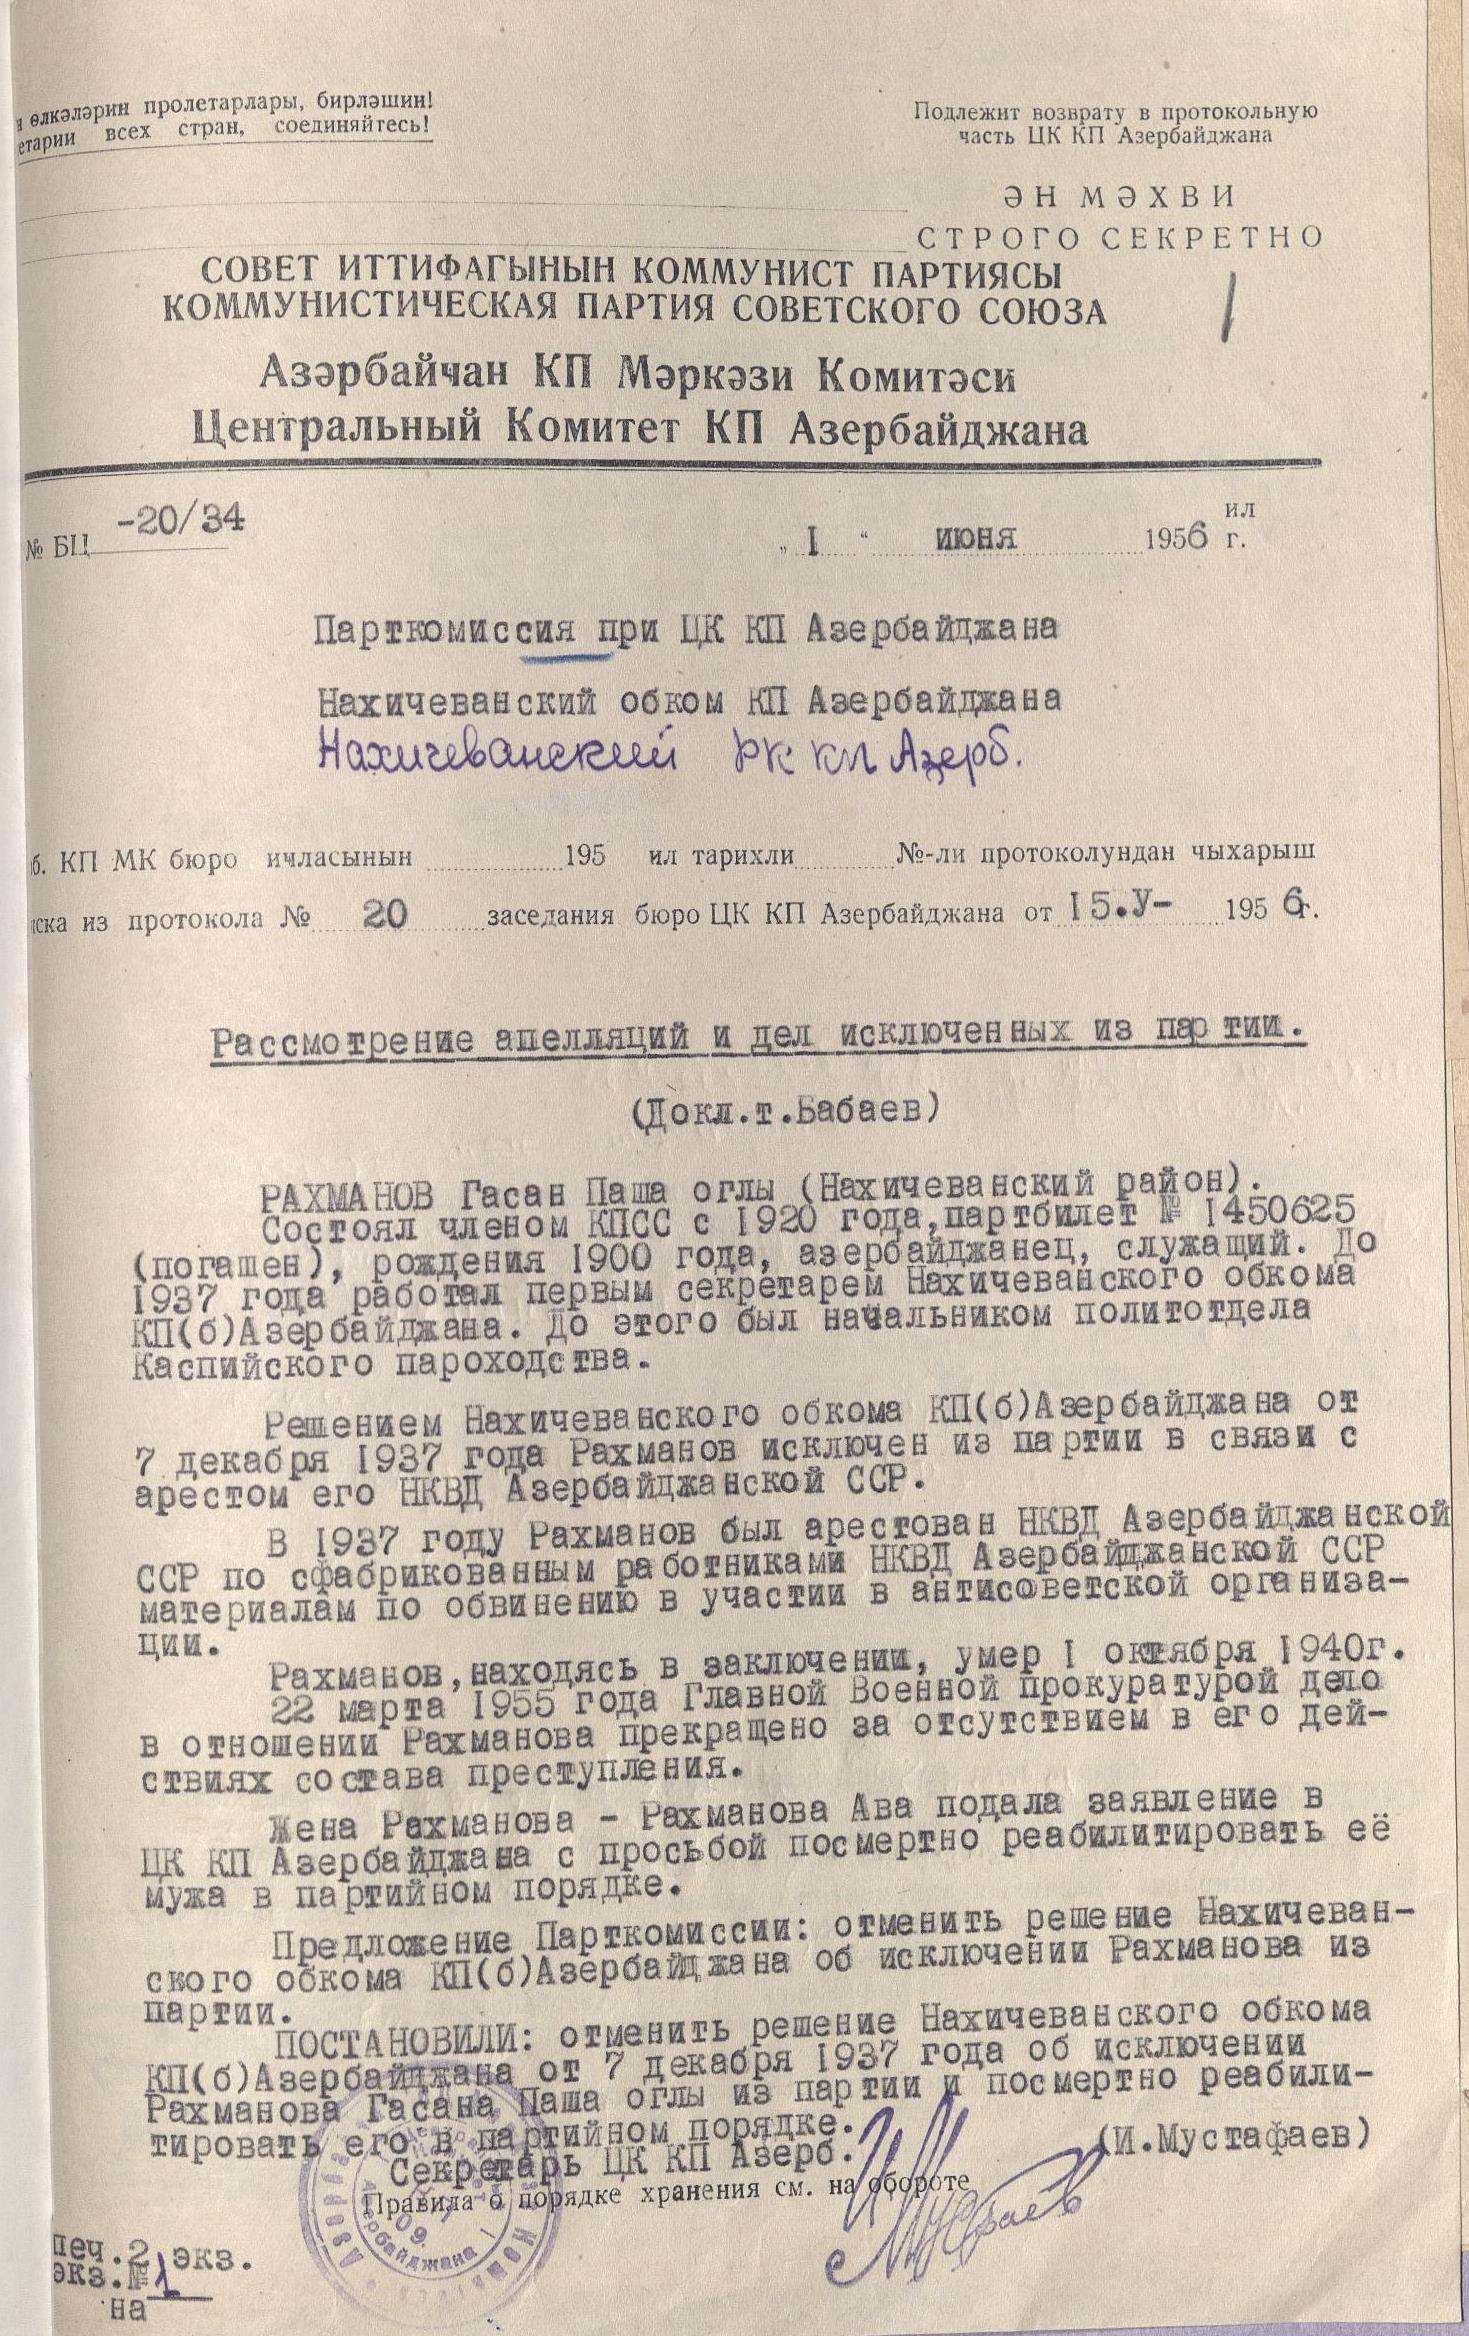 өлкәләрин пролетарлары, бирләшин!
етарии всех стран, соединяйтесь!
Подлежит возврату в протокольную
часть ЦК КП Азербайджана
ӘН МӘХВИ
СТРОГО СЕКРЕТНО
1
СОВЕТ ИТТИФАГЫНЫН КОММУНИСТ ПАРТИЯСЫ
КОММУНИСТИЧЕСКАЯ ПАРТИЯ СОВЕТСКОГО СОЮЗА
Азәрбайчан КП Мәркәзи Комитәси
Центральный Комитет КП Азербайджана
№ БЦ -20/34
„ I “ июня 1956 ил г.
Парткомиссия при ЦК КП Азербайджана
Нахичеванский обком КП Азербайджана
Нахичеванский РК КП Азерб.
б. КП МК бюро ичласынын 195 ил тарихли №-ли протоколундан чыхарыш
иска из протокола № 20 заседания бюро ЦК КП Азербайджана от I5.У- 1956г.
Рассмотрение апелляций и дел исключенных из партии.
(Докл.т.Бабаев)
РАХМАНОВ Гасан Паша оглы (Нахичеванский район).
Состоял членом КПСС с I920 года,партбилет № I450625
(погашен), рождения I900 года, азербайджанец, служащий. До
I937 года работал первым секретарем Нахичеванского обкома
КП(б)Азербайджана. До этого был начальником политотдела
Каспийского пароходства.
Решением Нахичеванского обкома КП(б)Азербайджана от
7 декабря I937 года Рахманов исключен из партии в связи с
арестом его НКВД Азербайджанской ССР.
В I937 году Рахманов был арестован НКВД Азербайджанской
ССР по сфабрикованным работниками НКВД Азербайджанской ССР
материалам по обвинению в участии в антисоветской организа-
ции.
Рахманов,находясь в заключении, умер I октября I940г.
22 марта I955 года Главной Военной прокуратурой дело
в отношении Рахманова прекращено за отсутствием в его дей-
ствиях состава преступления.
Жена Рахманова - Рахманова Ава подала заявление в
ЦК КП Азербайджана с просьбой посмертно реабилитировать её
мужа в партийном порядке.
Предложение Парткомиссии: отменить решение Нахичеван-
ского обкома КП(б)Азербайджана об исключении Рахманова из
партии.
ПОСТАНОВИЛИ: отменить решение Нахичеванского обкома
КП(б)Азербайджана от 7 декабря I937 года об исключении
Рахманова Гасана Паша оглы из партии и посмертно реабили-
тировать его в партийном порядке.
Секретарь ЦК КП Азерб. (И.Мустафаев)
Правила о порядке хранения см. на обороте
печ.2 экз.
экз.№ 1
на